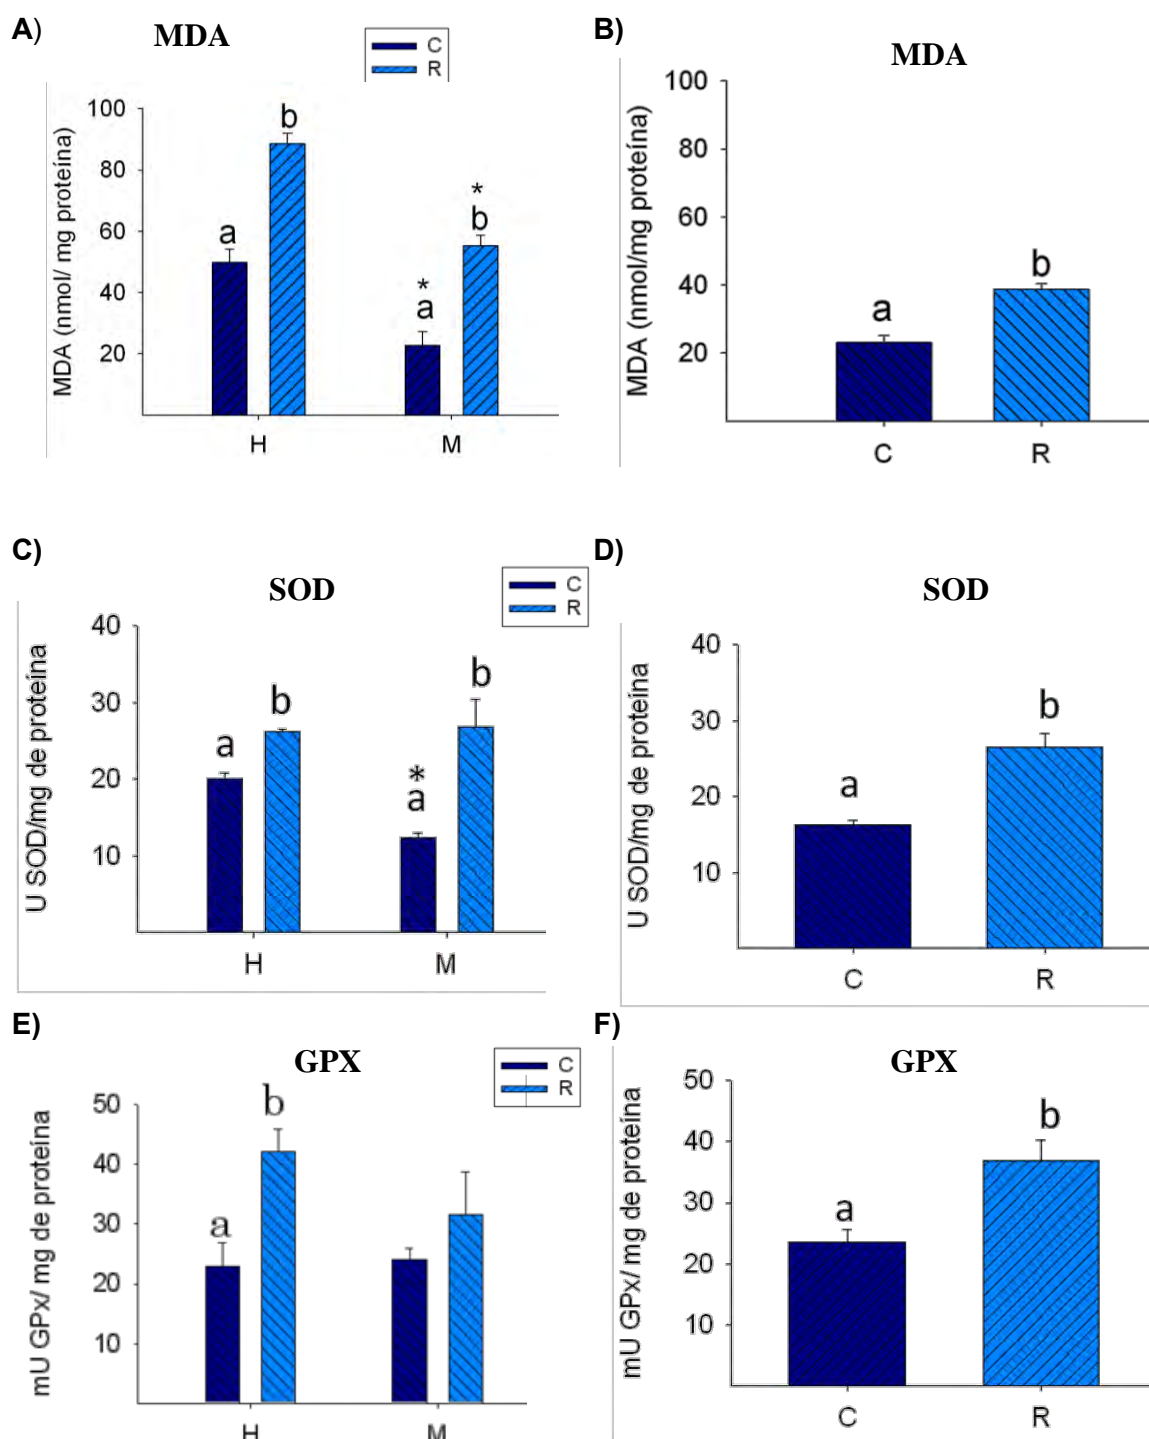 A)
MDA
C
R
MDA (nmol/ mg proteína)
100
80
60
40
20
a
b
*
a
*
b
H
M
B)
MDA
MDA (nmol/mg proteína)
100
80
60
40
20
a
b
C
R
C)
SOD
C
R
U SOD/mg de proteína
40
30
20
10
a
b
*
a
b
H
M
D)
SOD
U SOD/mg de proteína
40
30
20
10
a
b
C
R
E)
GPX
C
R
mU GPx/ mg de proteína
50
40
30
20
10
a
b
H
M
F)
GPX
mU GPx/ mg de proteína
50
40
30
20
10
a
b
C
R